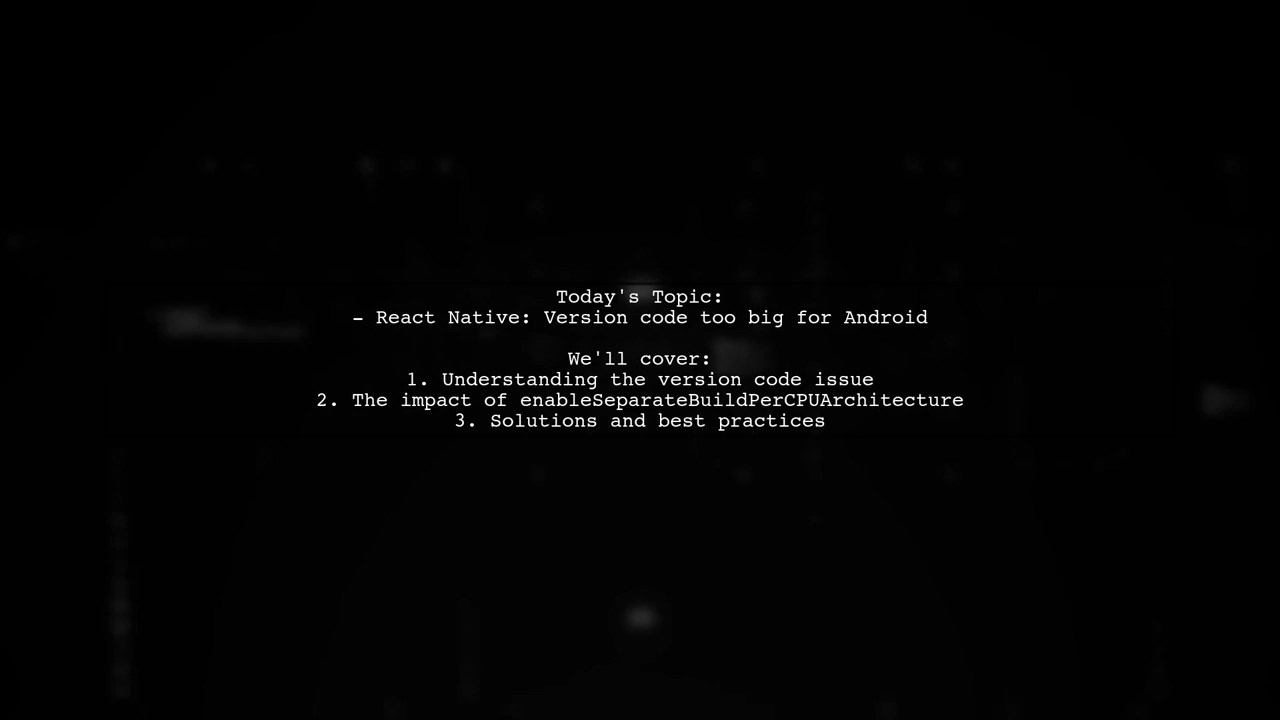 Today's Topic:
- React Native: Version code too big for Android
We'll cover:
1. Understanding the version code issue
2. The impact of enableSeparateBuildPerCPUArchitecture
3. Solutions and best practices